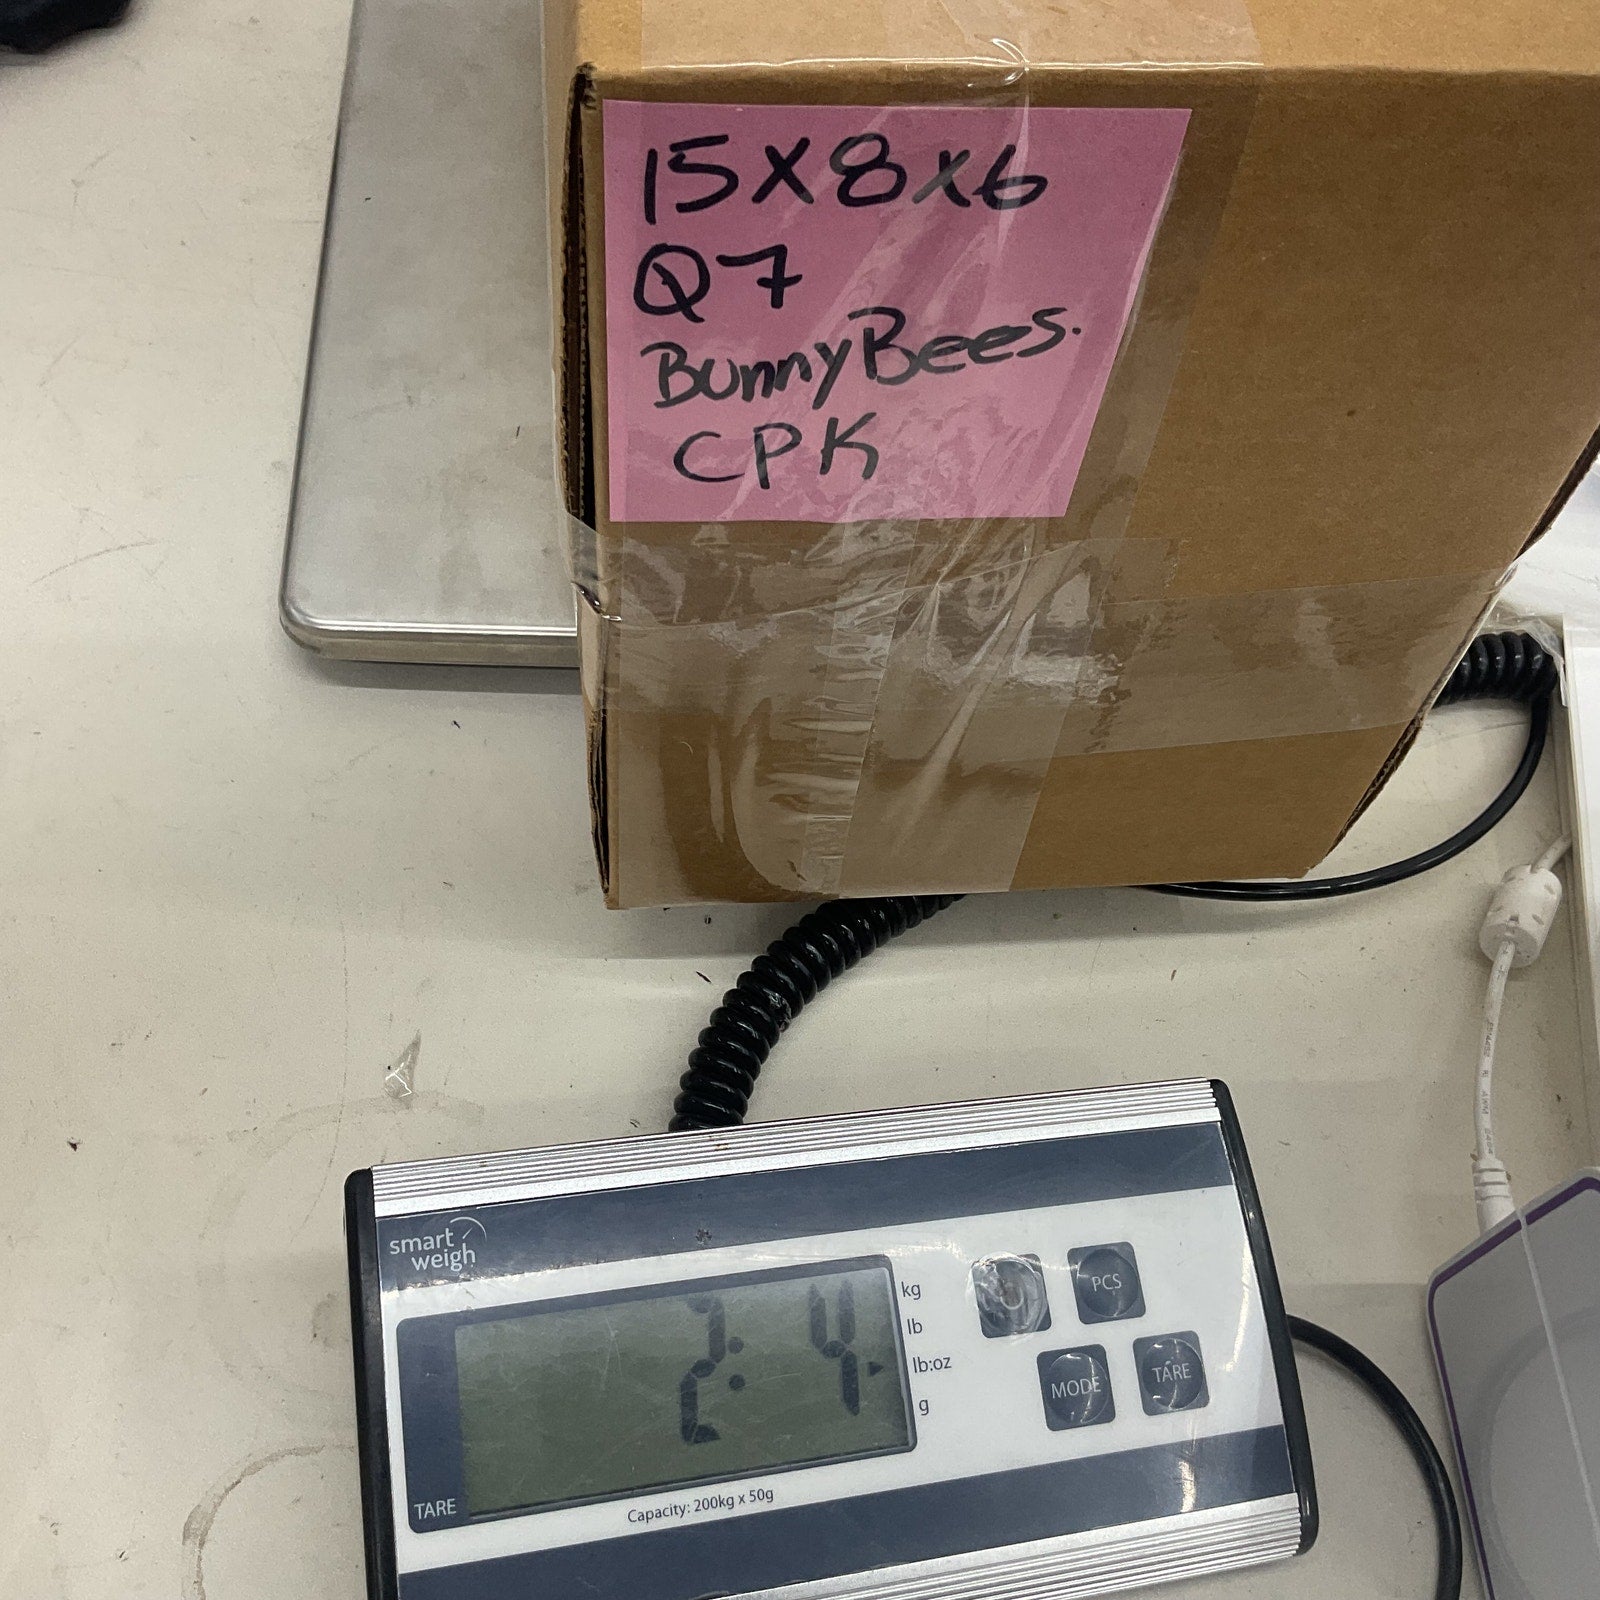 15x8x6
Q7
BunnyBees.
CPK
smart
weigh
2: 4
kg
lb
lb:oz
g
PCS
MODE
TARE
TARE
Capacity: 200kg x 50g